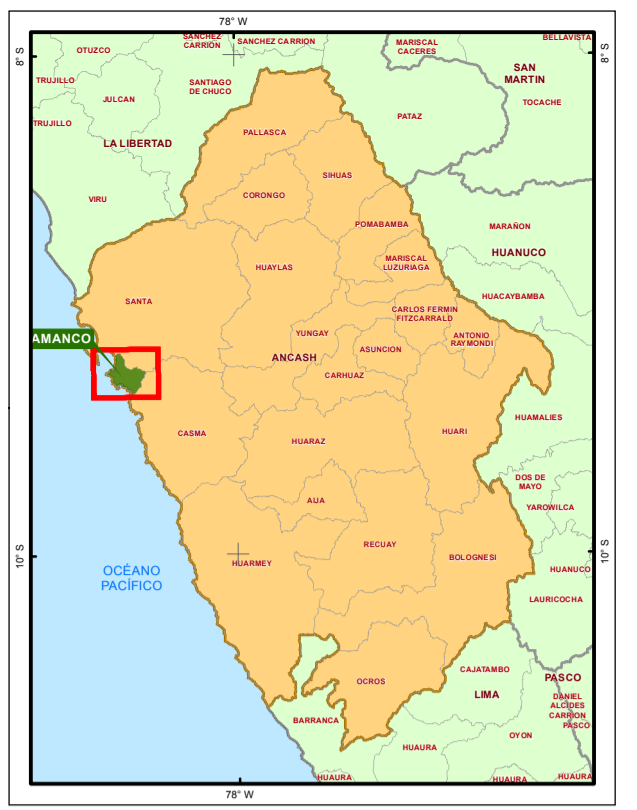 78° W
SANCHEZ
CARRION
SANCHEZ CARRION
MARISCAL
CACERES
BELLAVISTA
OTUZCO
8° S
8° S
SAN
MARTIN
TRUJILLO
SANTIAGO
DE CHUCO
JULCAN
TOCACHE
PATAZ
TRUJILLO
PALLASCA
LA LIBERTAD
SIHUAS
CORONGO
VIRU
POMABAMBA
MARAÑON
HUANUCO
MARISCAL
LUZURIAGA
HUAYLAS
SANTA
HUACAYBAMBA
CARLOS FERMIN
FITZCARRALD
YUNGAY
ANTONIO
RAYMONDI
AMANCO
ASUNCION
ANCASH
CARHUAZ
HUAMALIES
CASMA
HUARI
HUARAZ
DOS DE
MAYO
AIJA
YAROWILCA
RECUAY
10° S
10° S
BOLOGNESI
HUARMEY
HUANUCO
OCÉANO
PACÍFICO
LAURICOCHA
CAJATAMBO
PASCO
OCROS
LIMA
DANIEL
ALCIDES
CARRION
PASCO
BARRANCA
OYON
HUAURA
HUAURA
HUAURA
HUAURA
78° W